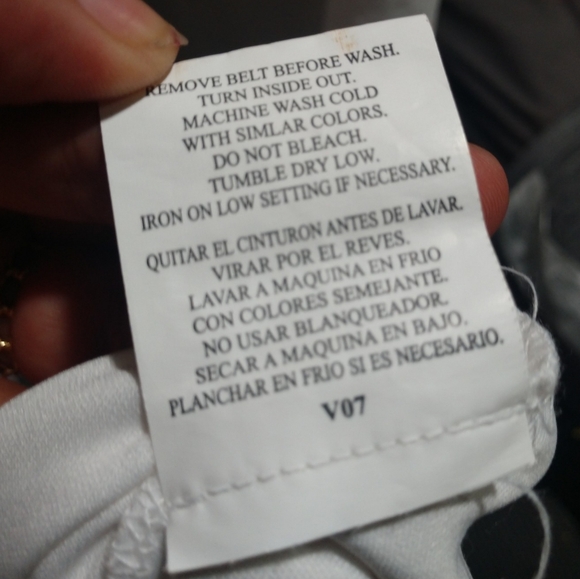 REMOVE BELT BEFORE WASH.
TURN INSIDE OUT.
MACHINE WASH COLD
WITH SIMLAR COLORS.
DO NOT BLEACH.
TUMBLE DRY LOW.
IRON ON LOW SETTING IF NECESSARY.
QUITAR EL CINTURON ANTES DE LAVAR.
VIRAR POR EL REVES.
LAVAR A MAQUINA EN FRIO
CON COLORES SEMEJANTE.
NO USAR BLANQUEADOR.
SECAR A MAQUINA EN BAJO.
PLANCHAR EN FRIO SI ES NECESARIO.
V07